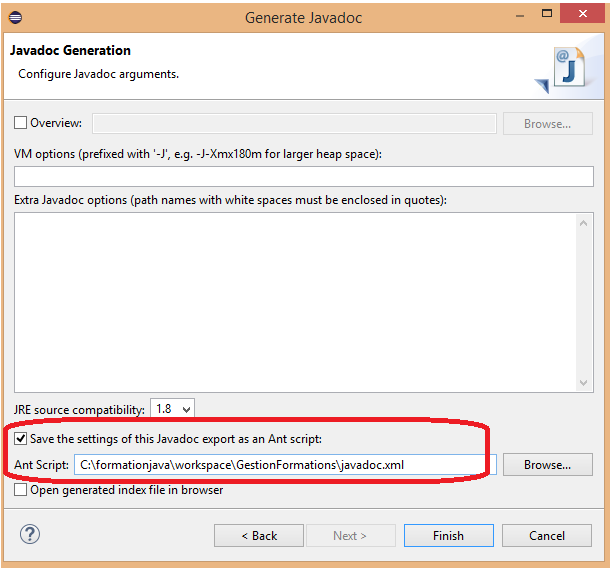 Generate Javadoc
Javadoc Generation
Configure Javadoc arguments.
@J
Overview:
Browse...
VM options (prefixed with '-J', e.g. -J-Xmx180m for larger heap space):
Extra Javadoc options (path names with white spaces must be enclosed in quotes):
JRE source compatibility: 1.8
Save the settings of this Javadoc export as an Ant script:
Ant Script: C:\formationjava\workspace\GestionFormations\javadoc.xml Browse...
Open generated index file in browser
? < Back Next > Finish Cancel